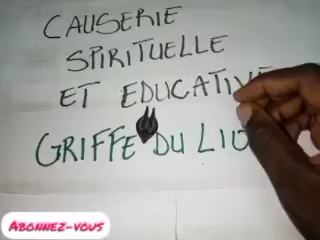 CAUSERIE
SPIRITUELLE
ET EDUCATIVE
GRIFFE DU LIO
ABONNEZ-VOUS